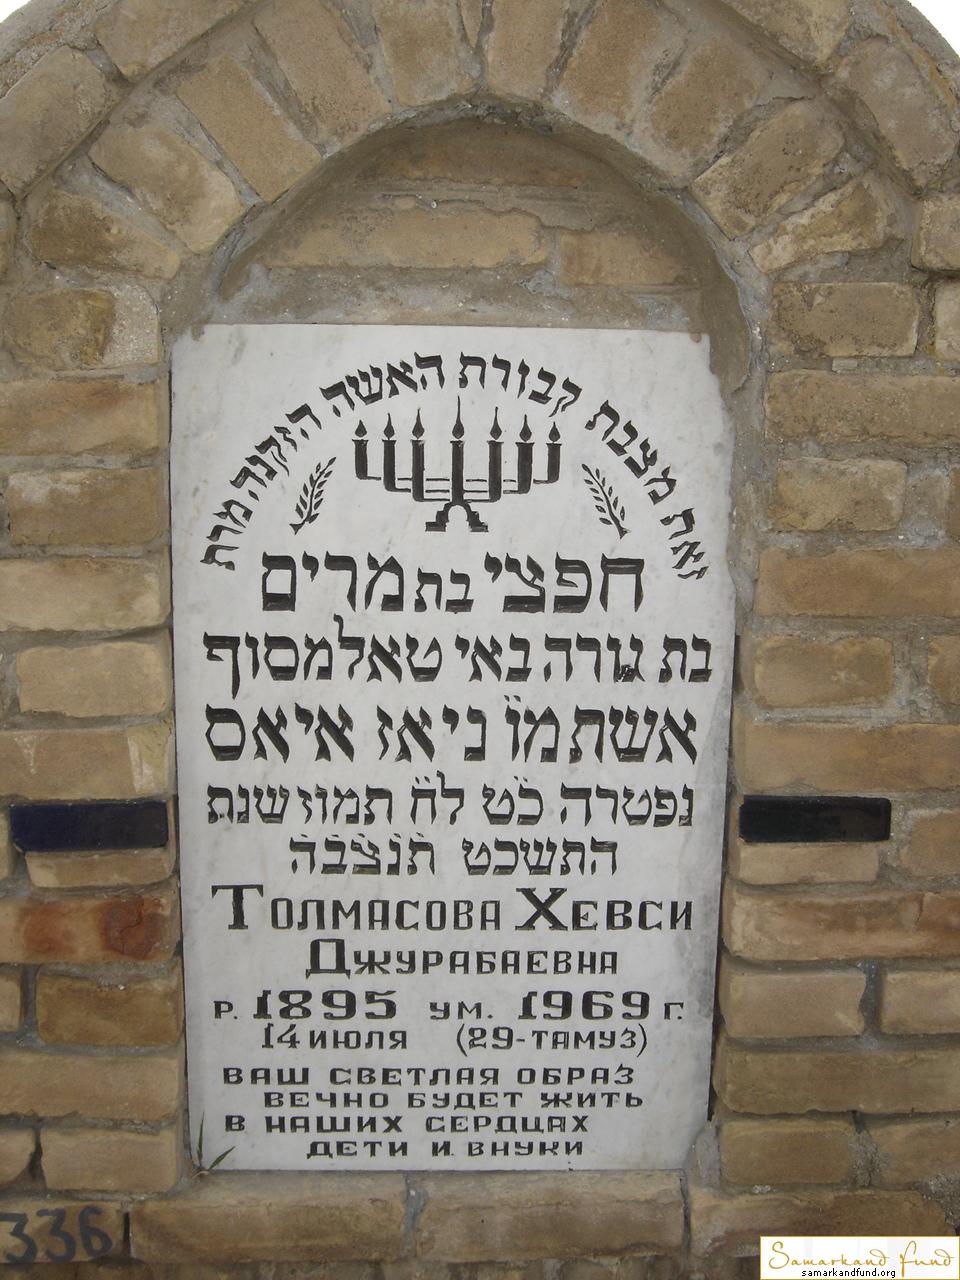 זאת מצבת קבורת האשה הזקנה מרת
חפצי בת מרים
בת גורה באי טאלמסוף
אשת מו ניאז איאס
נפטרה כט לח תמוז שנת
התשכט תנצבה
ТОЛМАСОВА ХЕВСИ
ДЖУРАБАЕВНА
Р. 1895 УМ. 1969 Г.
14 ИЮЛЯ (29-ТАМУЗ)
ВАШ СВЕТЛАЯ ОБРАЗ
ВЕЧНО БУДЕТ ЖИТЬ
В НАШИХ СЕРДЦАХ
ДЕТИ И ВНУКИ
336
Samarkand Fund
samarkandfund.org